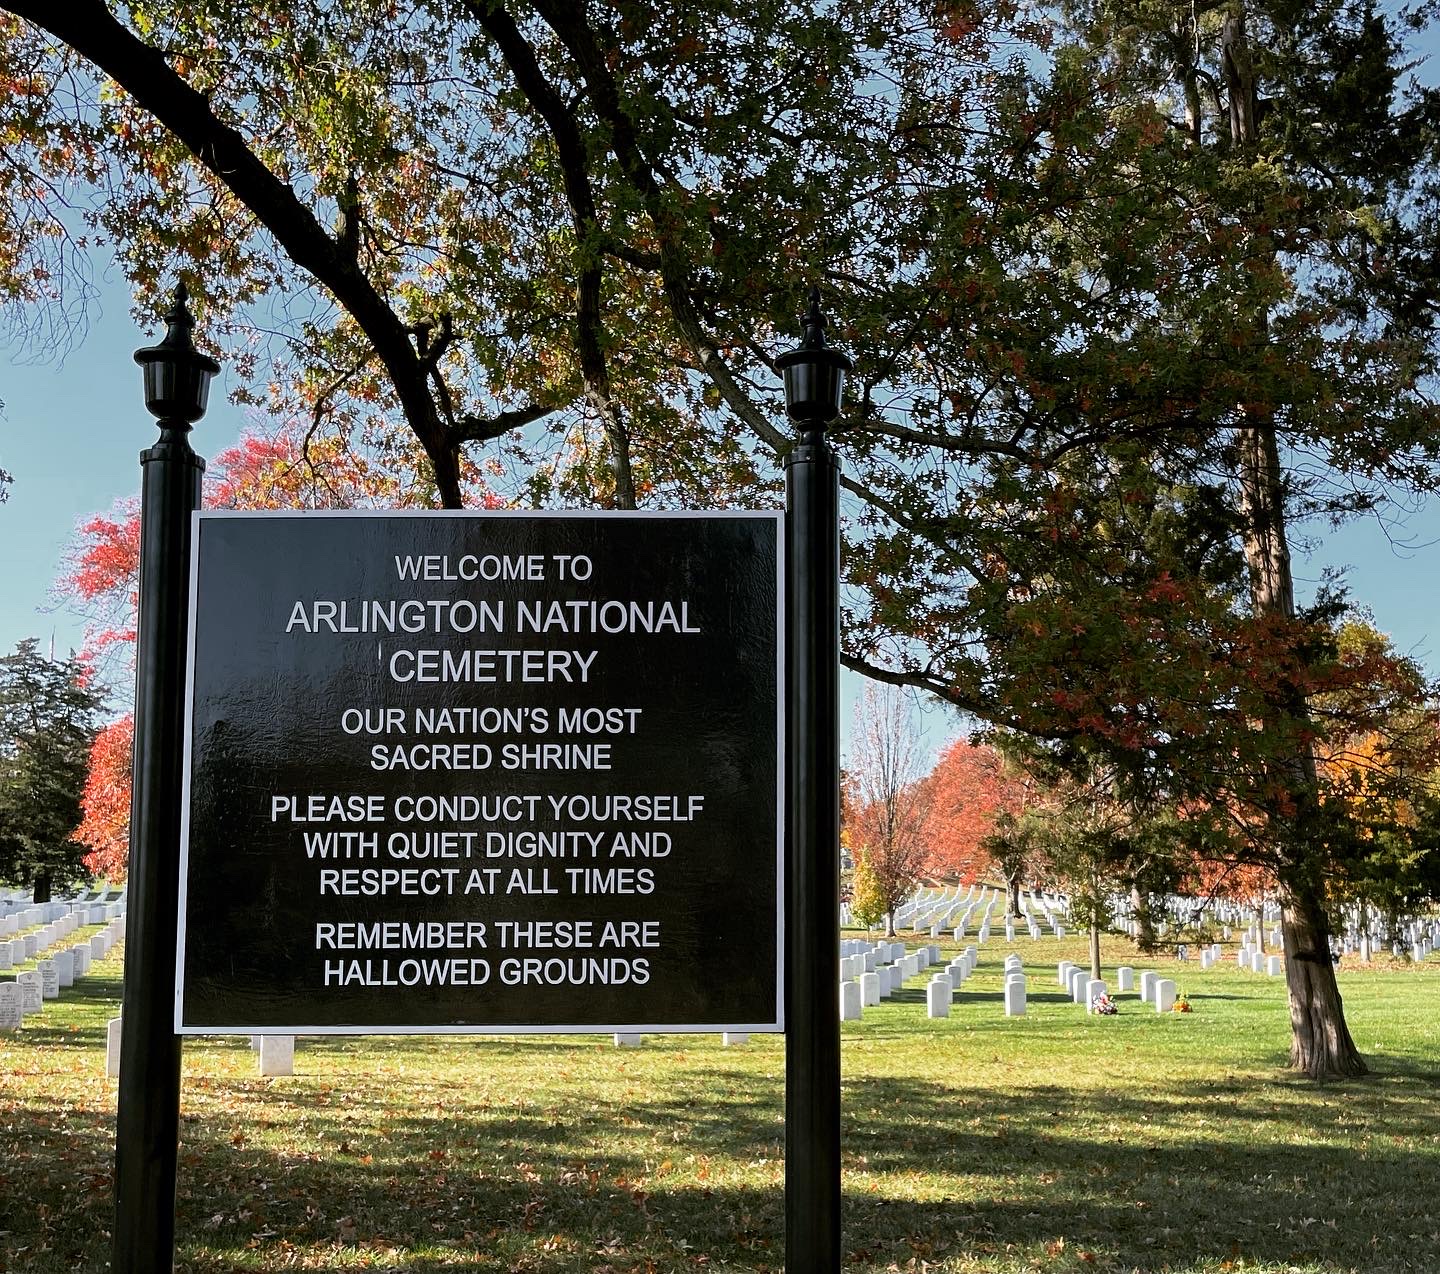 WELCOME TO
ARLINGTON NATIONAL
CEMETERY
OUR NATION'S MOST
SACRED SHRINE
PLEASE CONDUCT YOURSELF
WITH QUIET DIGNITY AND
RESPECT AT ALL TIMES
REMEMBER THESE ARE
HALLOWED GROUNDS